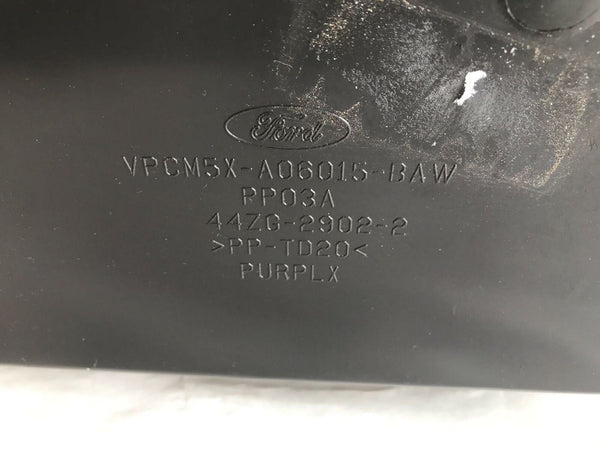 Ford
VPCM5X-A06015-BAW
PP03A
44ZG-2902-2
>PP-TD20<
PURPLX